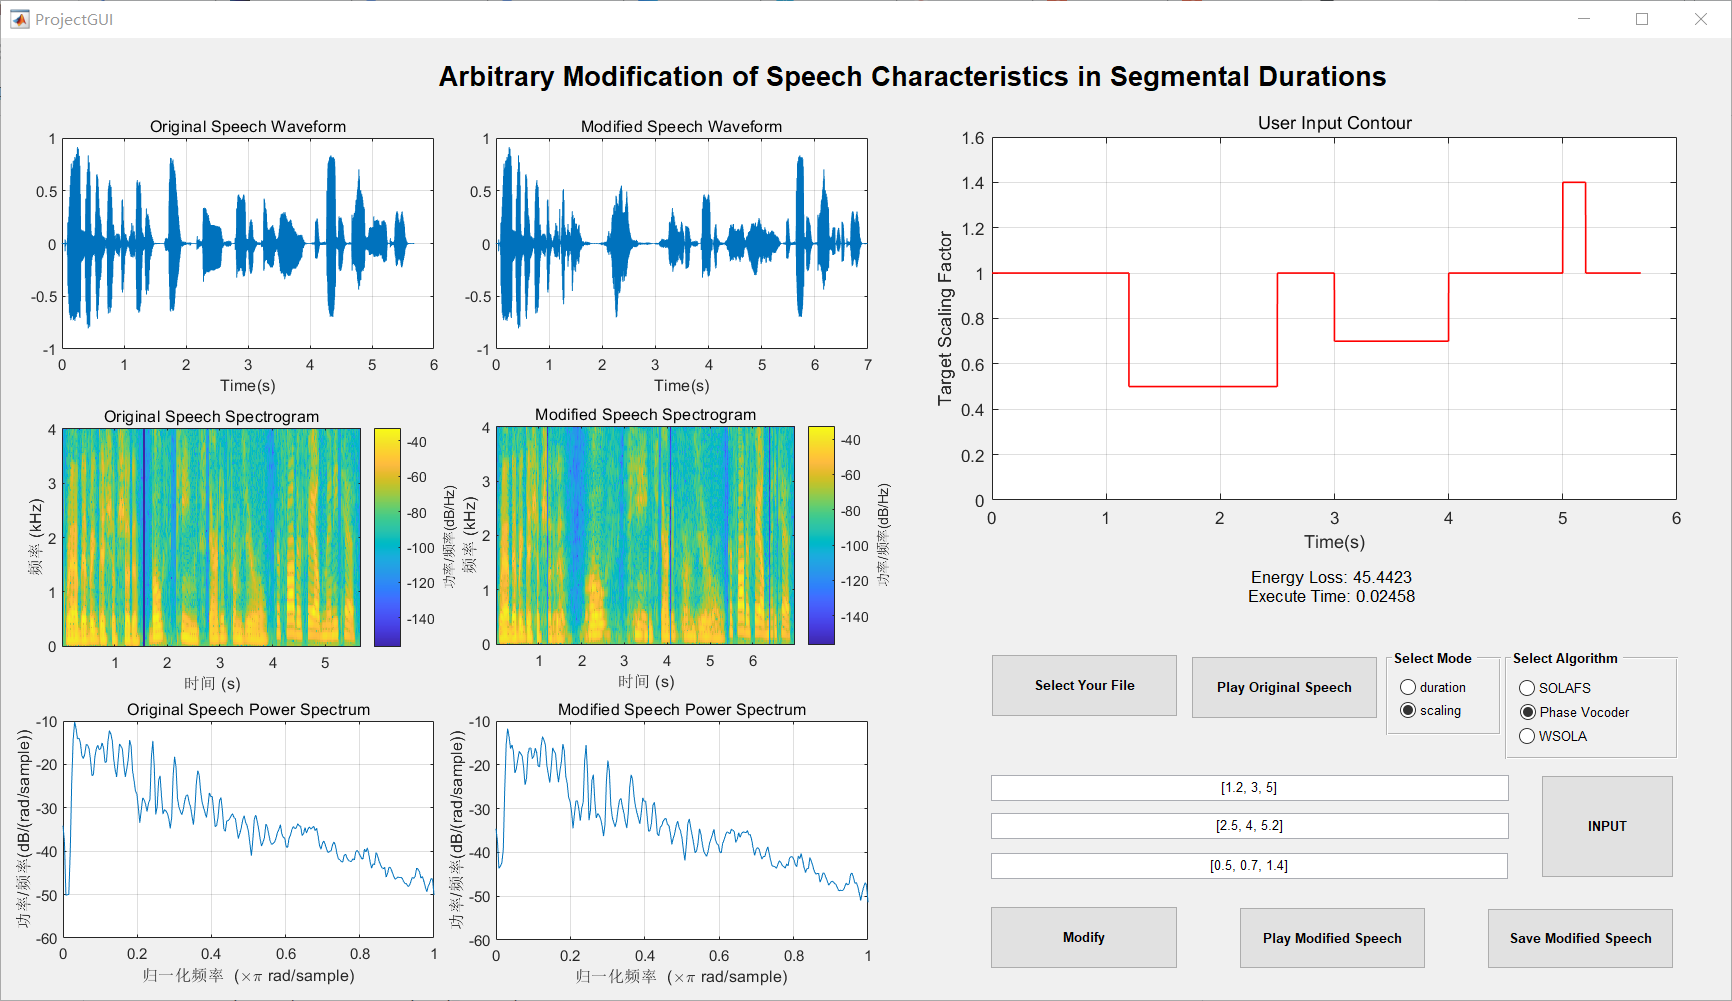 ProjectGUI
Arbitrary Modification of Speech Characteristics in Segmental Durations
Original Speech Waveform
1
0.5
0
-0.5
-1
0 1 2 3 4 5 6
Time(s)
Modified Speech Waveform
1
0.5
0
-0.5
-1
0 1 2 3 4 5 6 7
Time(s)
User Input Contour
Target Scaling Factor
1.6
1.4
1.2
1
0.8
0.6
0.4
0.2
0
0 1 2 3 4 5 6
Time(s)
Original Speech Spectrogram
频率 (kHz)
4
3
2
1
0
1 2 3 4 5
时间 (s)
-40
-60
-80
-100
-120
-140
功率/频率(dB/Hz)
Modified Speech Spectrogram
频率 (kHz)
4
3
2
1
0
1 2 3 4 5 6
时间 (s)
-40
-60
-80
-100
-120
-140
功率/频率(dB/Hz)
Energy Loss: 45.4423
Execute Time: 0.02458
Original Speech Power Spectrum
功率/频率(dB/(rad/sample))
-10
-20
-30
-40
-50
-60
0 0.2 0.4 0.6 0.8 1
归一化频率 (×π rad/sample)
Modified Speech Power Spectrum
功率/频率(dB/(rad/sample))
-10
-20
-30
-40
-50
-60
0 0.2 0.4 0.6 0.8 1
归一化频率 (×π rad/sample)
Select Your File
Play Original Speech
Select Mode
duration
scaling
Select Algorithm
SOLAFS
Phase Vocoder
WSOLA
[1.2, 3, 5]
[2.5, 4, 5.2]
[0.5, 0.7, 1.4]
INPUT
Modify
Play Modified Speech
Save Modified Speech